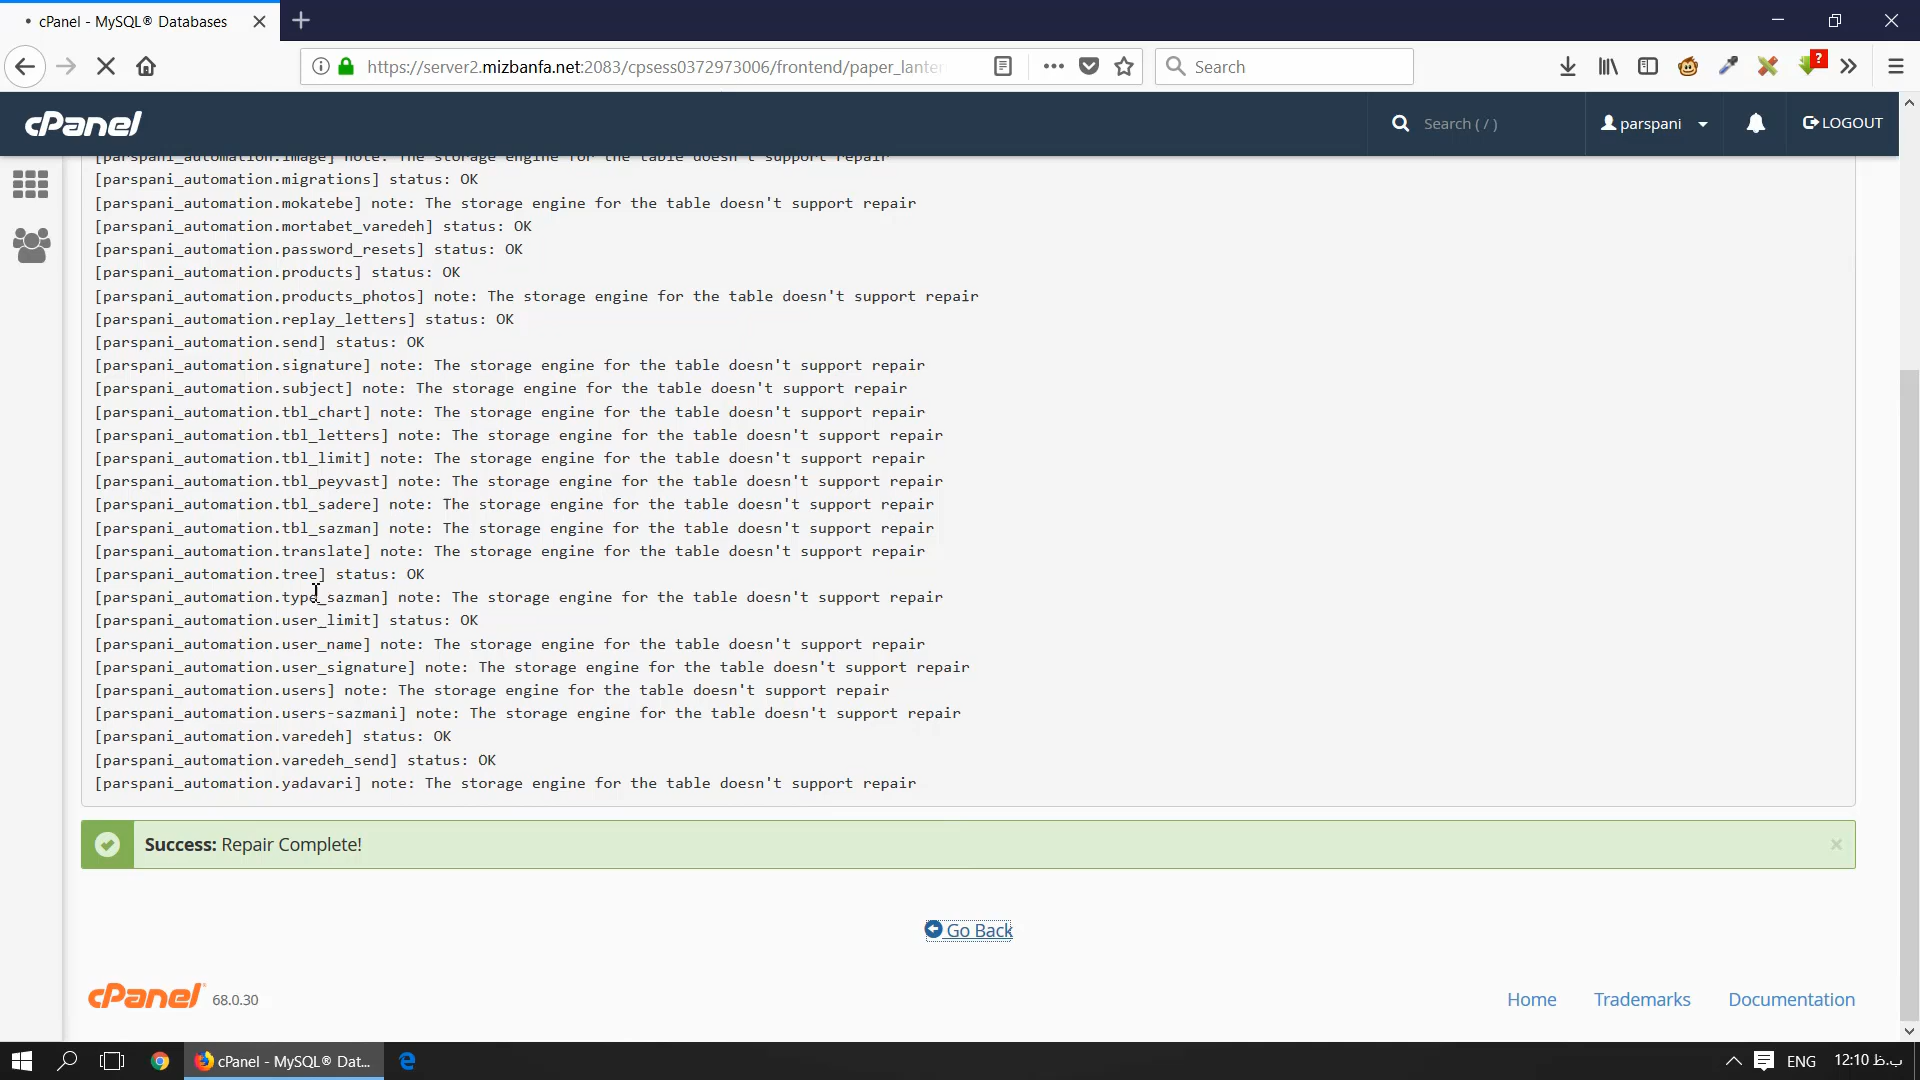 cPanel - MySQL® Databases
https://server2.mizbanfa.net:2083/cpsess0372973006/frontend/paper_lante
Search
?
cPanel
Search ( / )
parspani
LOGOUT
[parspani_automation.image] note: The storage engine for the table doesn't support repair
[parspani_automation.migrations] status: OK
[parspani_automation.mokatebe] note: The storage engine for the table doesn't support repair
[parspani_automation.mortabet_varedeh] status: OK
[parspani_automation.password_resets] status: OK
[parspani_automation.products] status: OK
[parspani_automation.products_photos] note: The storage engine for the table doesn't support repair
[parspani_automation.replay_letters] status: OK
[parspani_automation.send] status: OK
[parspani_automation.signature] note: The storage engine for the table doesn't support repair
[parspani_automation.subject] note: The storage engine for the table doesn't support repair
[parspani_automation.tbl_chart] note: The storage engine for the table doesn't support repair
[parspani_automation.tbl_letters] note: The storage engine for the table doesn't support repair
[parspani_automation.tbl_limit] note: The storage engine for the table doesn't support repair
[parspani_automation.tbl_peyvast] note: The storage engine for the table doesn't support repair
[parspani_automation.tbl_sadere] note: The storage engine for the table doesn't support repair
[parspani_automation.tbl_sazman] note: The storage engine for the table doesn't support repair
[parspani_automation.translate] note: The storage engine for the table doesn't support repair
[parspani_automation.tree] status: OK
[parspani_automation.type_sazman] note: The storage engine for the table doesn't support repair
[parspani_automation.user_limit] status: OK
[parspani_automation.user_name] note: The storage engine for the table doesn't support repair
[parspani_automation.user_signature] note: The storage engine for the table doesn't support repair
[parspani_automation.users] note: The storage engine for the table doesn't support repair
[parspani_automation.users-sazmani] note: The storage engine for the table doesn't support repair
[parspani_automation.varedeh] status: OK
[parspani_automation.varedeh_send] status: OK
[parspani_automation.yadavari] note: The storage engine for the table doesn't support repair
Success: Repair Complete!
Go Back
cPanel 68.0.30
Home Trademarks Documentation
cPanel - MySQL® Dat...
ENG
12:10 ب.ظ